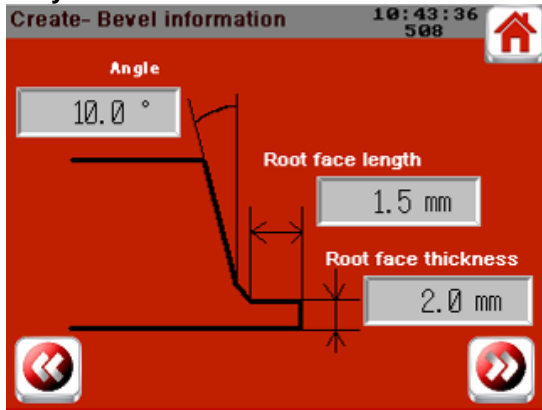 Create- Bevel information
10:43:36
508
Angle
10.0 °
Root face length
1.5 mm
Root face thickness
2.0 mm